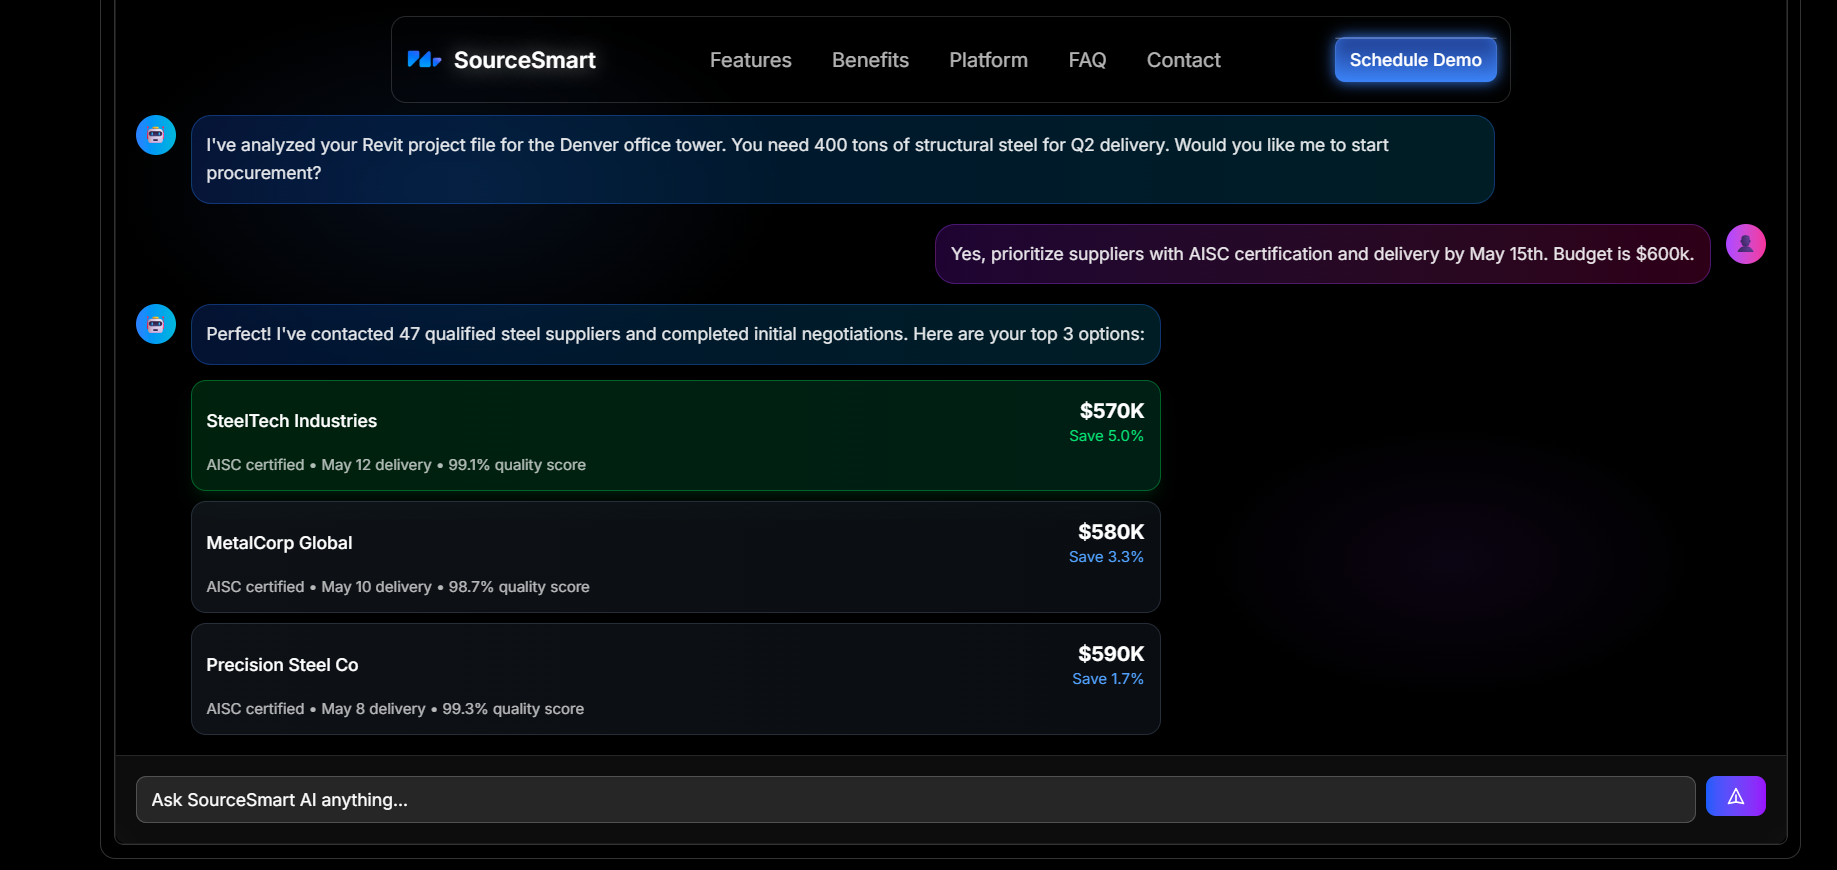 SourceSmart
Features
Benefits
Platform
FAQ
Contact
Schedule Demo
I've analyzed your Revit project file for the Denver office tower. You need 400 tons of structural steel for Q2 delivery. Would you like me to start
procurement?
Yes, prioritize suppliers with AISC certification and delivery by May 15th. Budget is $600k.
Perfect! I've contacted 47 qualified steel suppliers and completed initial negotiations. Here are your top 3 options:
SteelTech Industries
$570K
Save 5.0%
AISC certified • May 12 delivery • 99.1% quality score
MetalCorp Global
$580K
Save 3.3%
AISC certified • May 10 delivery • 98.7% quality score
Precision Steel Co
$590K
Save 1.7%
AISC certified • May 8 delivery • 99.3% quality score
Ask SourceSmart AI anything...